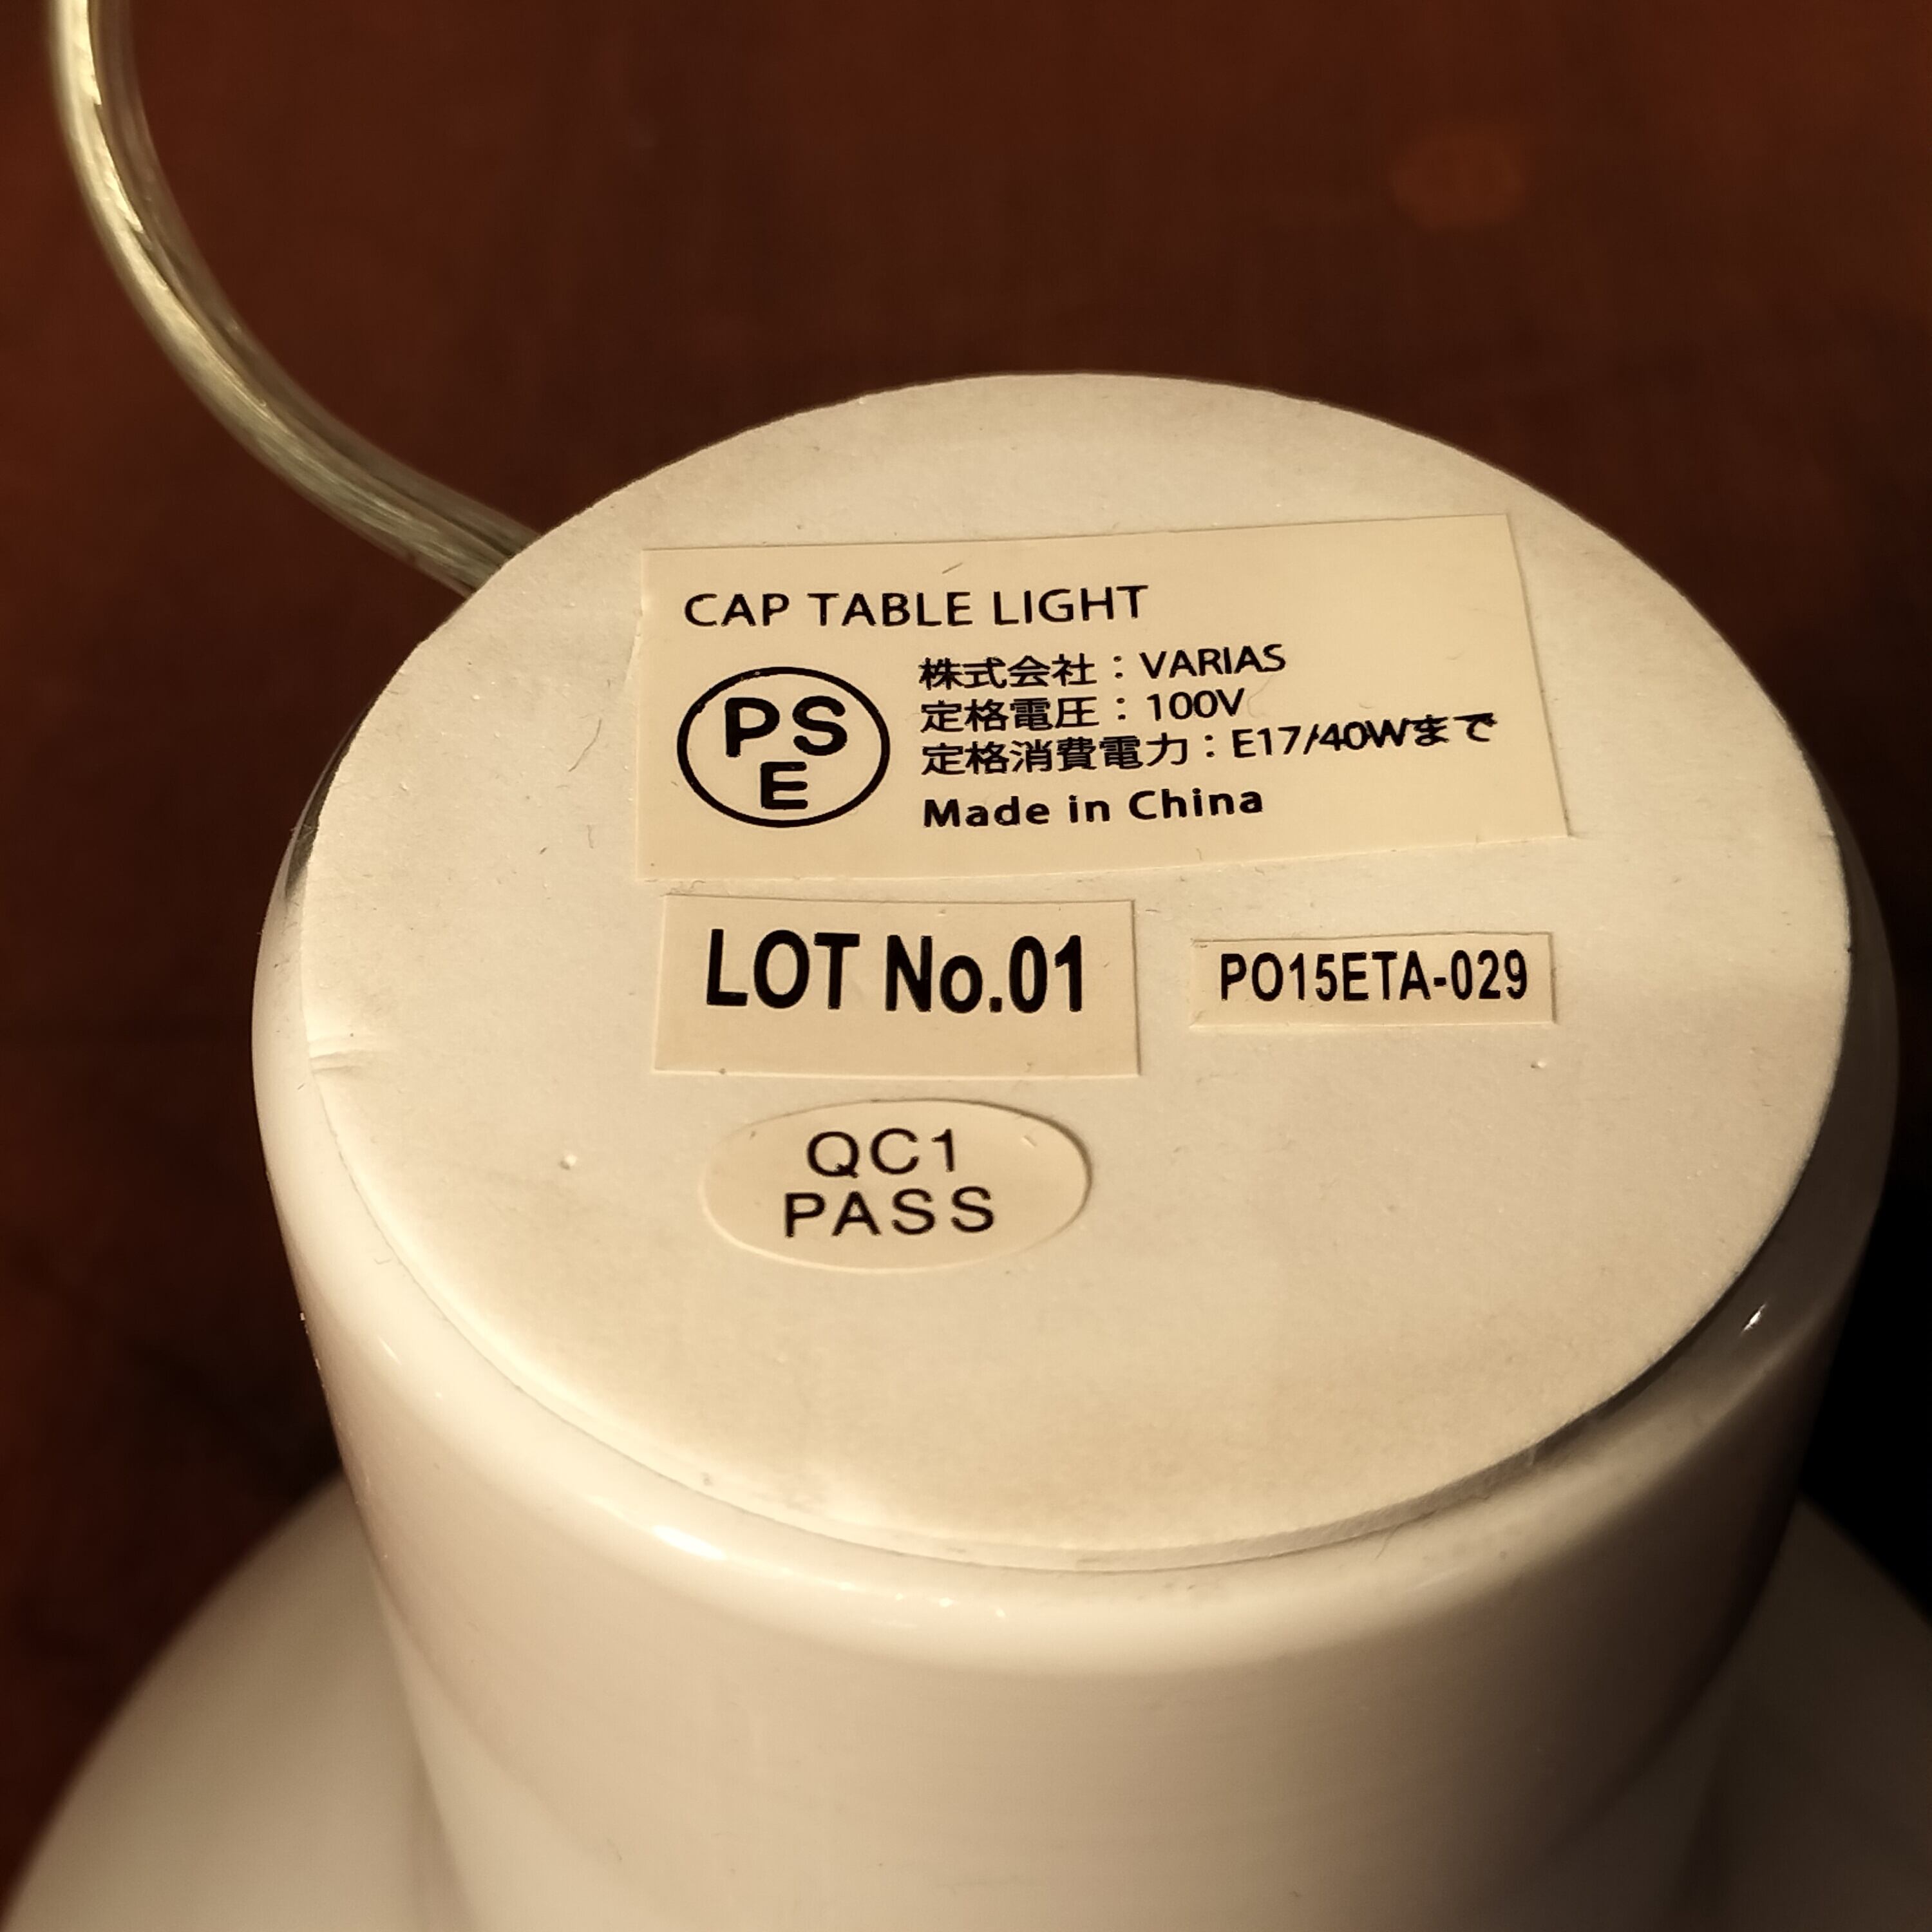 CAP TABLE LIGHT
PS
E
株式会社：VARIAS
定格電圧：100V
定格消費電力：E17/40Wまで
Made in China
LOT No.01
PO15ETA-029
QC1
PASS